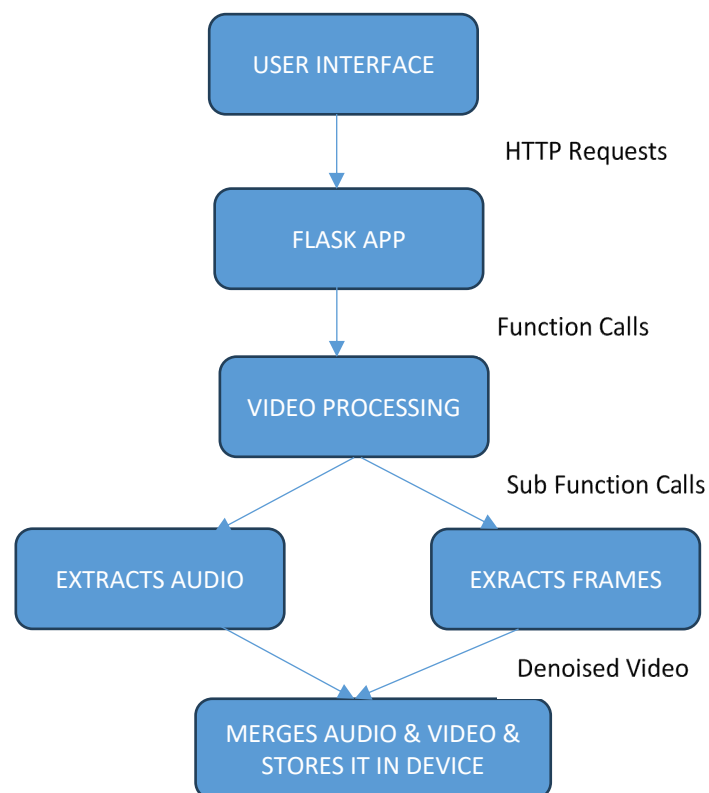 USER INTERFACE
HTTP Requests
FLASK APP
Function Calls
VIDEO PROCESSING
Sub Function Calls
EXTRACTS AUDIO
EXRACTS FRAMES
Denoised Video
MERGES AUDIO & VIDEO &
STORES IT IN DEVICE